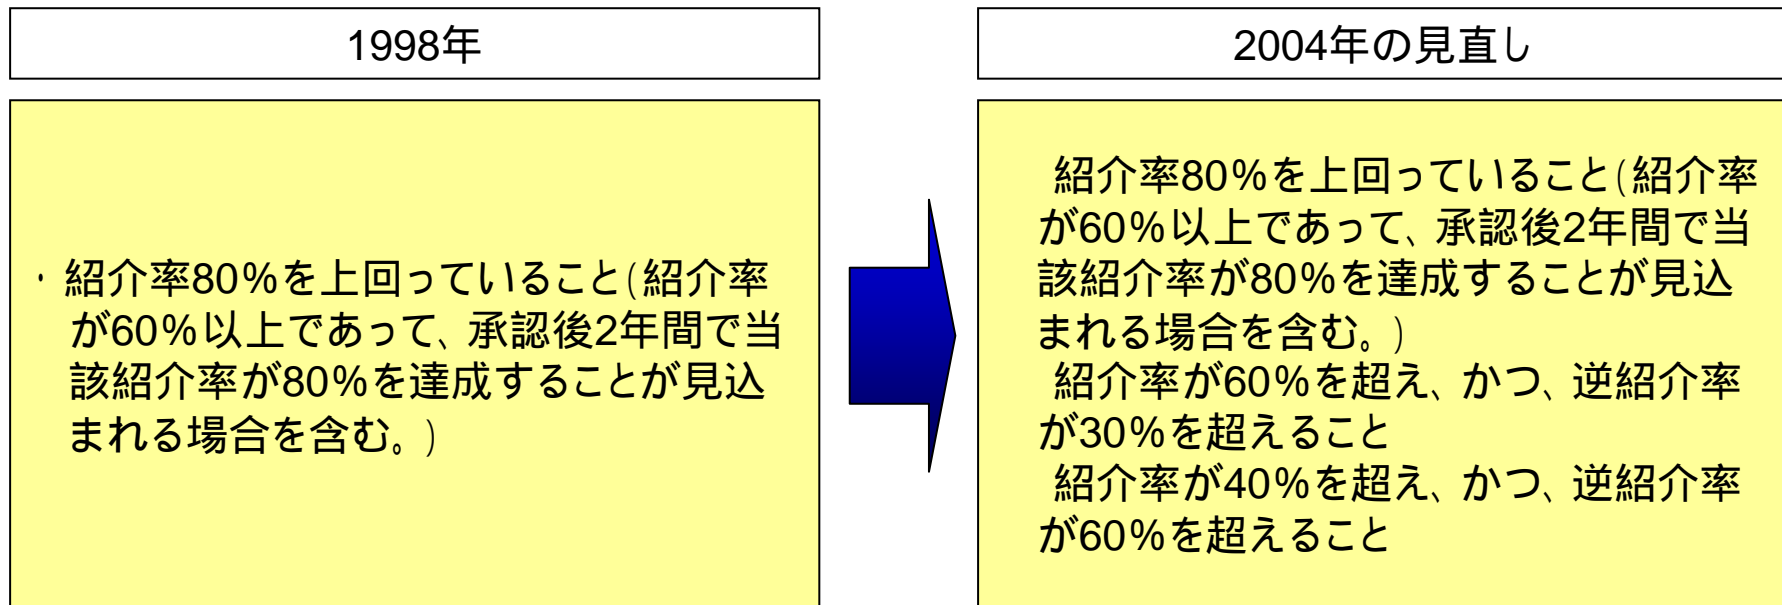 1998年
・紹介率80%を上回っていること(紹介率
が60%以上であって、承認後2年間で当
該紹介率が80%を達成することが見込
まれる場合を含む。)
2004年の見直し
紹介率80%を上回っていること(紹介率
が60%以上であって、承認後2年間で当
該紹介率が80%を達成することが見込
まれる場合を含む。)
紹介率が60%を超え、かつ、逆紹介率
が30%を超えること
紹介率が40%を超え、かつ、逆紹介率
が60%を超えること